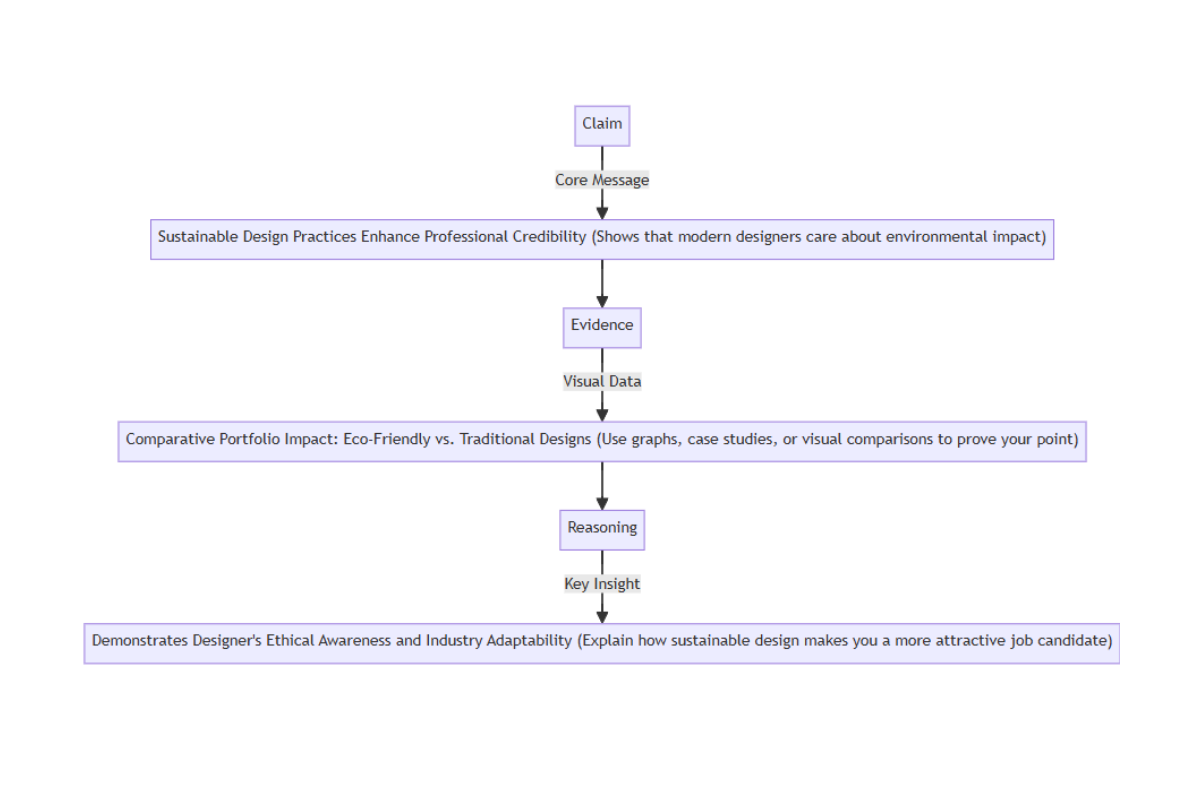 Claim
Core Message
Sustainable Design Practices Enhance Professional Credibility (Shows that modern designers care about environmental impact)
Evidence
Visual Data
Comparative Portfolio Impact: Eco-Friendly vs. Traditional Designs (Use graphs, case studies, or visual comparisons to prove your point)
Reasoning
Key Insight
Demonstrates Designer's Ethical Awareness and Industry Adaptability (Explain how sustainable design makes you a more attractive job candidate)